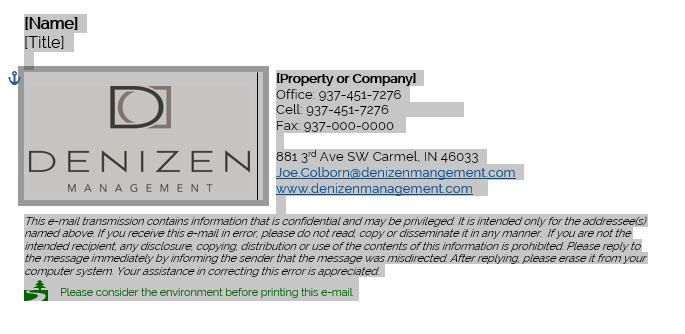 [Name]
[Title]
DENIZEN
MANAGEMENT
[Property or Company]
Office: 937-451-7276
Cell: 937-451-7276
Fax: 937-000-0000
881 3rd Ave SW Carmel, IN 46033
Joe.Colborn@denizenmangement.com
www.denizenmanagement.com
This e-mail transmission contains information that is confidential and may be privileged. It is intended only for the addressee(s)
named above. If you receive this e-mail in error, please do not read, copy or disseminate it in any manner. If you are not the
intended recipient, any disclosure, copying, distribution or use of the contents of this information is prohibited. Please reply to
the message immediately by informing the sender that the message was misdirected. After replying, please erase it from your
computer system. Your assistance in correcting this error is appreciated.
Please consider the environment before printing this e-mail